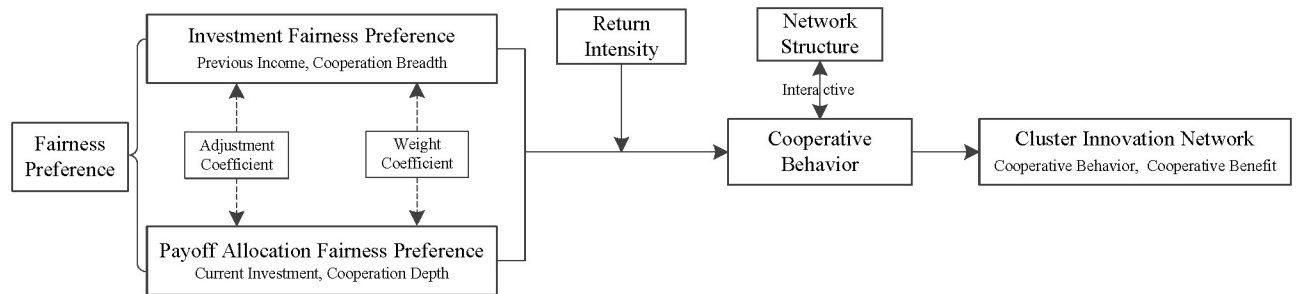 Fairness
Preference
Investment Fairness Preference
Previous Income, Cooperation Breadth
Adjustment
Coefficient
Weight
Coefficient
Payoff Allocation Fairness Preference
Current Investment, Cooperation Depth
Return
Intensity
Network
Structure
Interactive
Cooperative
Behavior
Cluster Innovation Network
Cooperative Behavior, Cooperative Benefit